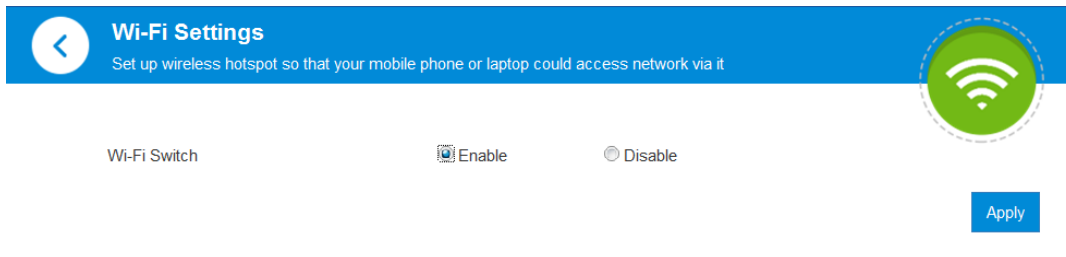 Wi-Fi Settings
Set up wireless hotspot so that your mobile phone or laptop could access network via it
Wi-Fi Switch Enable Disable
Apply